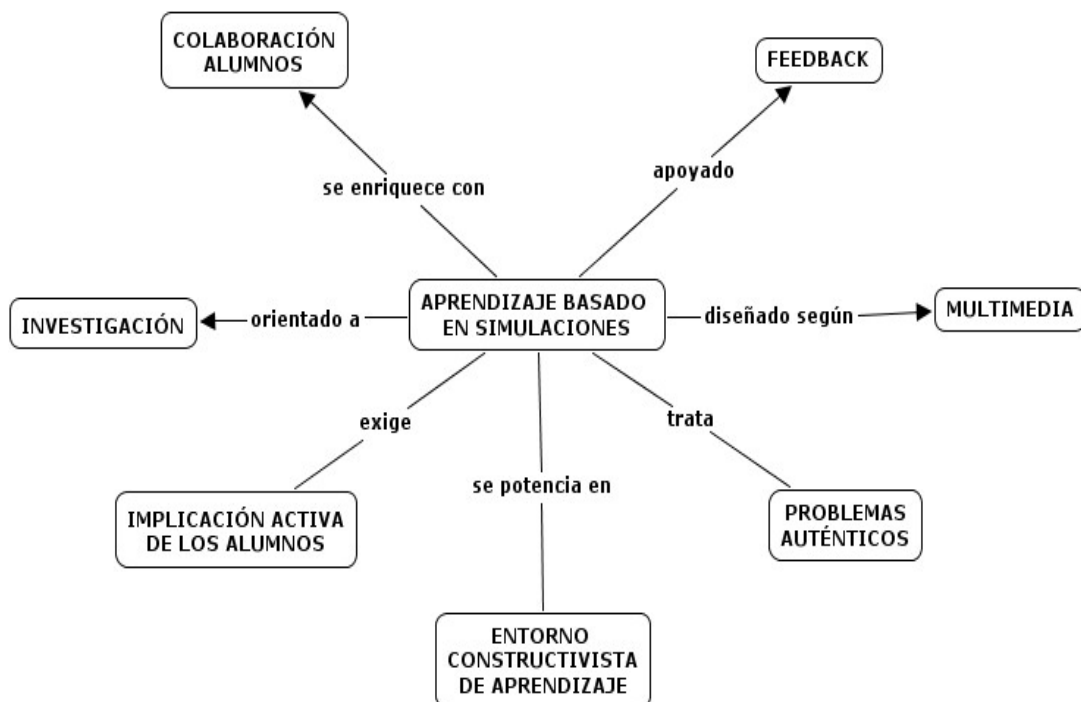 COLABORACIÓN
ALUMNOS
FEEDBACK
apoyado
se enriquece con
INVESTIGACIÓN
orientado a
APRENDIZAJE BASADO
EN SIMULACIONES
diseñado según
MULTIMEDIA
exige
trata
se potencia en
IMPLICACIÓN ACTIVA
DE LOS ALUMNOS
PROBLEMAS
AUTÉNTICOS
ENTORNO
CONSTRUCTIVISTA
DE APRENDIZAJE